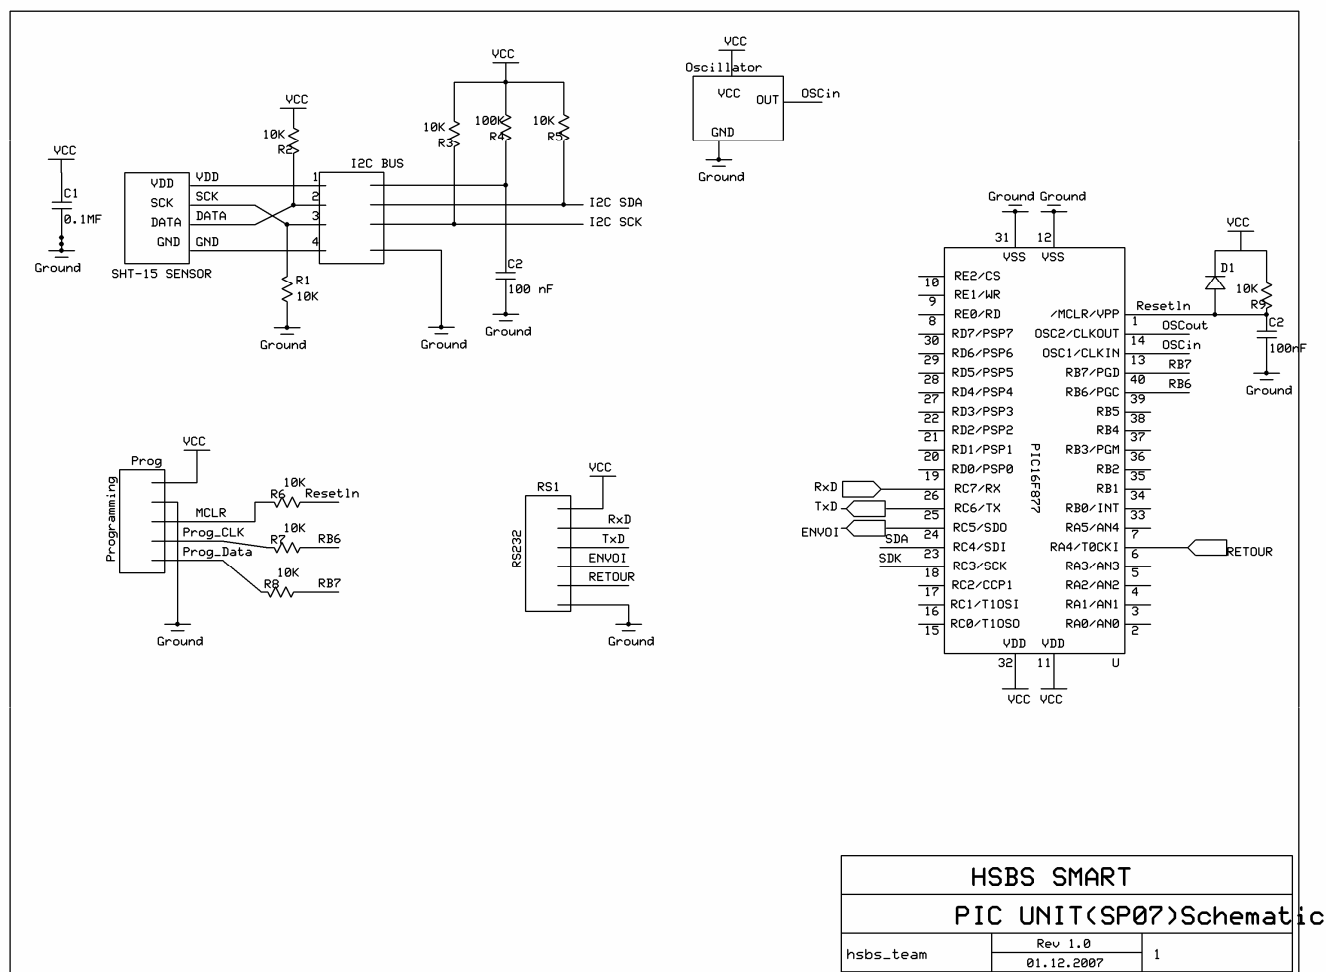 VCC
Oscillator
VCC
OUT
OSCin
GND
Ground
VCC
10K
R3
100K
R4
10K
R5
VCC
10K
R2
I2C BUS
VCC
C1
0.1MF
Ground
VDD
SCK
DATA
GND
VDD
SCK
DATA
GND
1
2
3
4
SHT-15 SENSOR
R1
10K
Ground
I2C SDA
I2C SCK
C2
100 nF
Ground
Ground
Ground Ground
31
12
VSS VSS
VCC
D1
10K
R9
C2
100nF
Ground
10 RE2/CS
9 RE1/WR
8 RE0/RD
30 RD7/PSP7
29 RD6/PSP6
28 RD5/PSP5
27 RD4/PSP4
22 RD3/PSP3
21 RD2/PSP2
20 RD1/PSP1
19 RD0/PSP0
RxD 26 RC7/RX
TxD 25 RC6/TX
ENVOI 24 RC5/SDO
SDA 23 RC4/SDI
SDK 18 RC3/SCK
17 RC2/CCP1
16 RC1/T1OSI
15 RC0/T1OSO
PIC16F877
/MCLR/VPP 1 Resetln
OSC2/CLKOUT 14 OSCout
OSC1/CLKIN 13 OSCin
RB7/PGD 40 RB7
RB6/PGC 39 RB6
RB5 38
RB4 37
RB3/PGM 36
RB2 35
RB1 34
RB0/INT 33
RA5/AN4 7
RA4/T0CKI 6 RETOUR
RA3/AN3 5
RA2/AN2 4
RA1/AN1 3
RA0/AN0 2
VDD VDD
32
11
U
VCC VCC
VCC
Prog
Programming
MCLR
Prog_CLK
Prog_Data
10K
R6
Resetln
10K
R7
RB6
10K
R8
RB7
Ground
VCC
RS1
RS232
RxD
TxD
ENVOI
RETOUR
Ground
HSBS SMART
PIC UNIT(SP07)Schematic
hsbs_team
Rev 1.0
01.12.2007
1